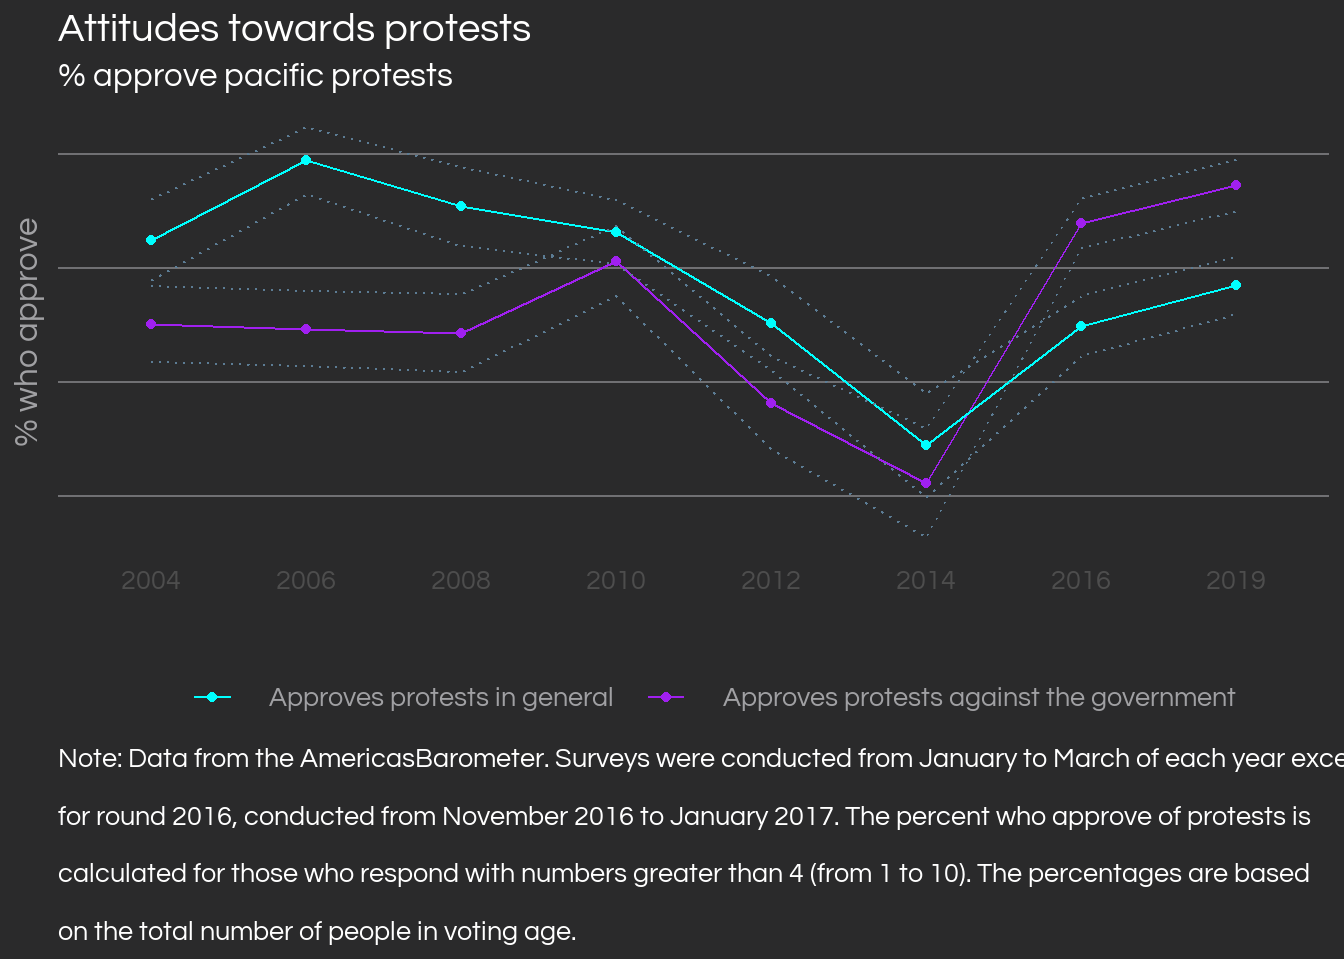 Attitudes towards protests
% approve pacific protests
% who approve
2004 2006 2008 2010 2012 2014 2016 2019
Approves protests in general Approves protests against the government
Note: Data from the AmericasBarometer. Surveys were conducted from January to March of each year exce
for round 2016, conducted from November 2016 to January 2017. The percent who approve of protests is
calculated for those who respond with numbers greater than 4 (from 1 to 10). The percentages are based
on the total number of people in voting age.